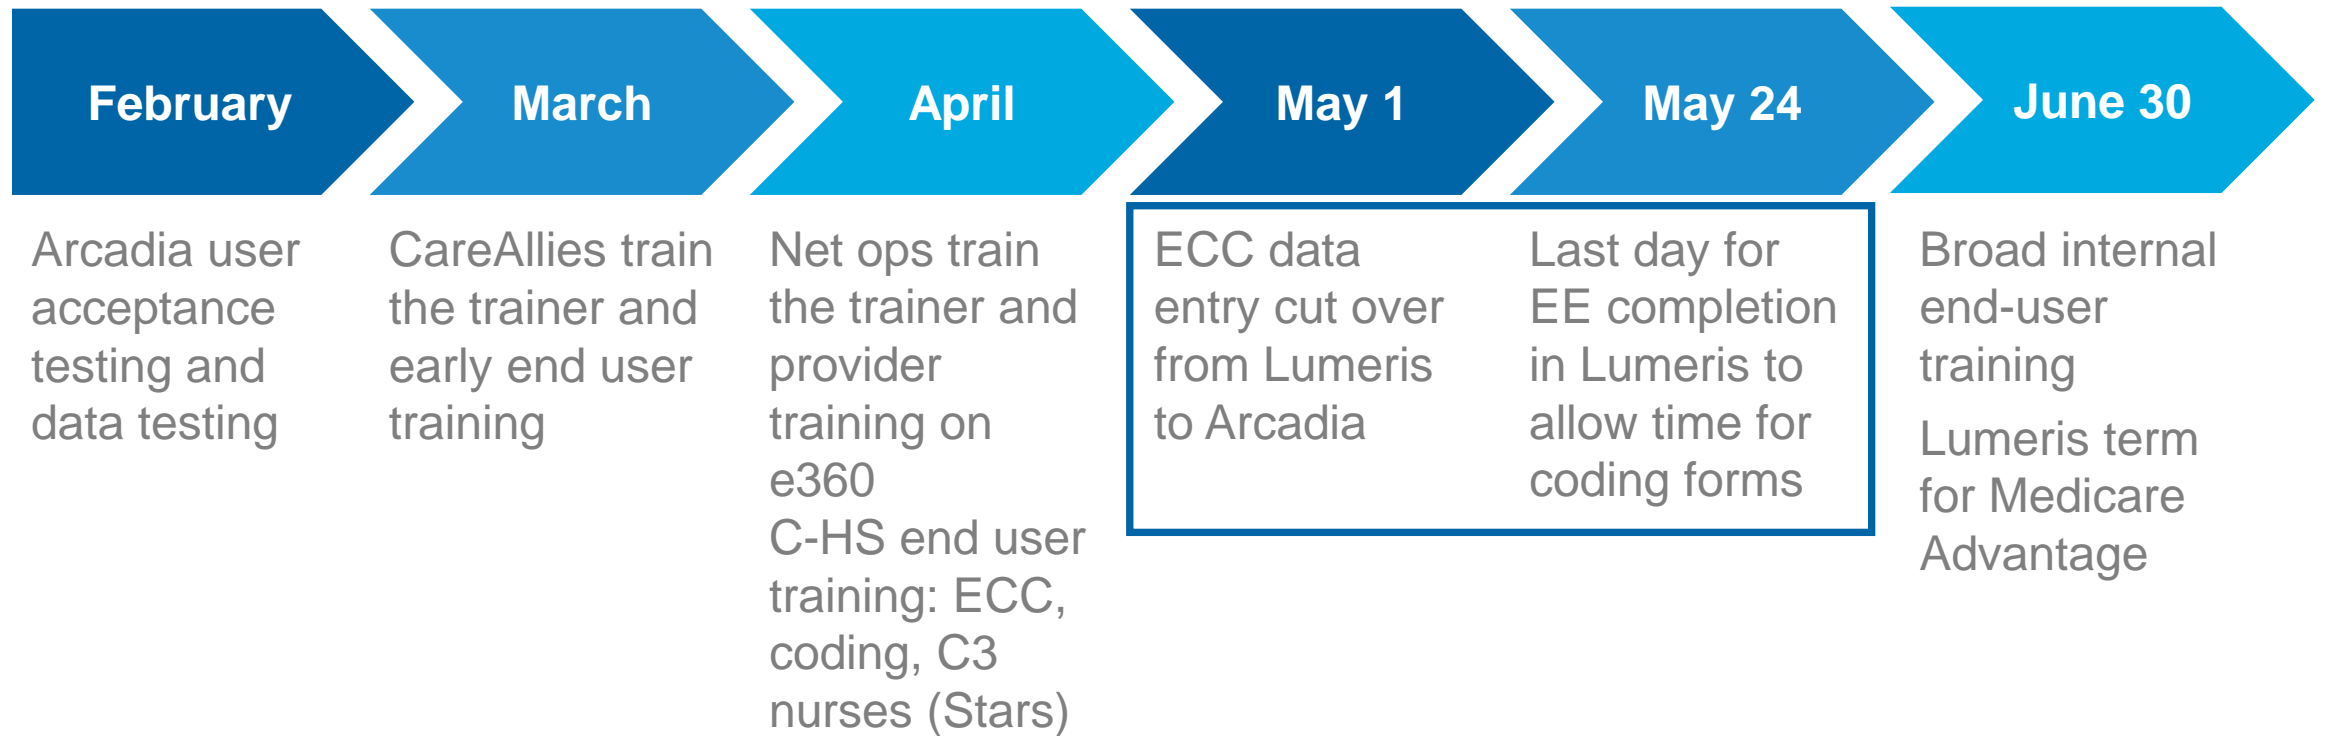 February
March
April
May 1
May 24
June 30
Arcadia user
acceptance
testing and
data testing
CareAllies train
the trainer and
early end user
training
Net ops train
the trainer and
provider
training on
e360
C-HS end user
training: ECC,
coding, C3
nurses (Stars)
ECC data
entry cut over
from Lumeris
to Arcadia
Last day for
EE completion
in Lumeris to
allow time for
coding forms
Broad internal
end-user
training
Lumeris term
for Medicare
Advantage